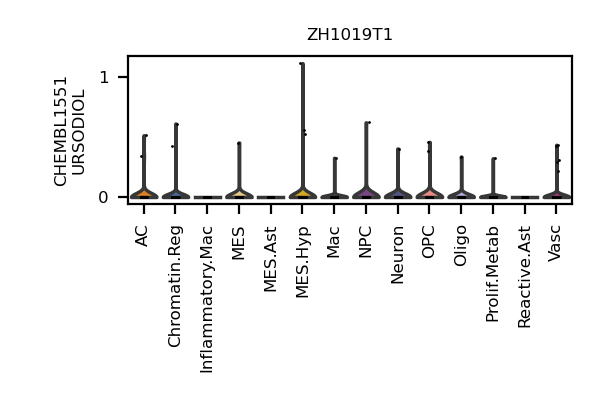 ZH1019T1
CHEMBL1551
URSODIOL
1
0
AC
Chromatin.Reg
Inflammatory.Mac
MES
MES.Ast
MES.Hyp
Mac
NPC
Neuron
OPC
Oligo
Prolif.Metab
Reactive.Ast
Vasc